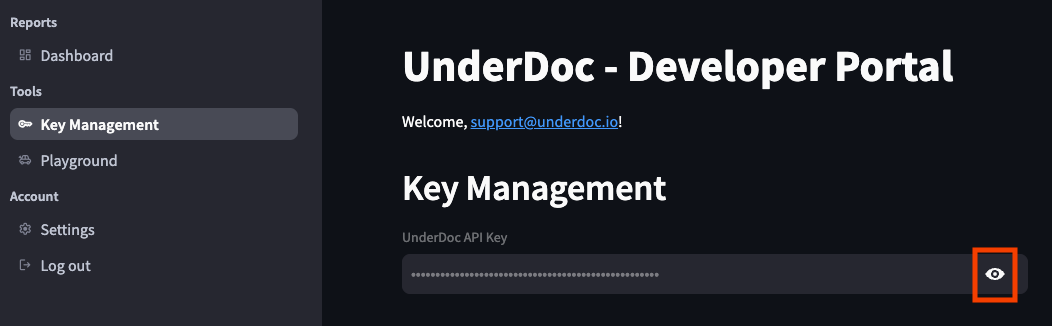 Reports
Dashboard
Tools
Key Management
Playground
Account
Settings
Log out
UnderDoc - Developer Portal
Welcome, support@underdoc.io!
Key Management
UnderDoc API Key